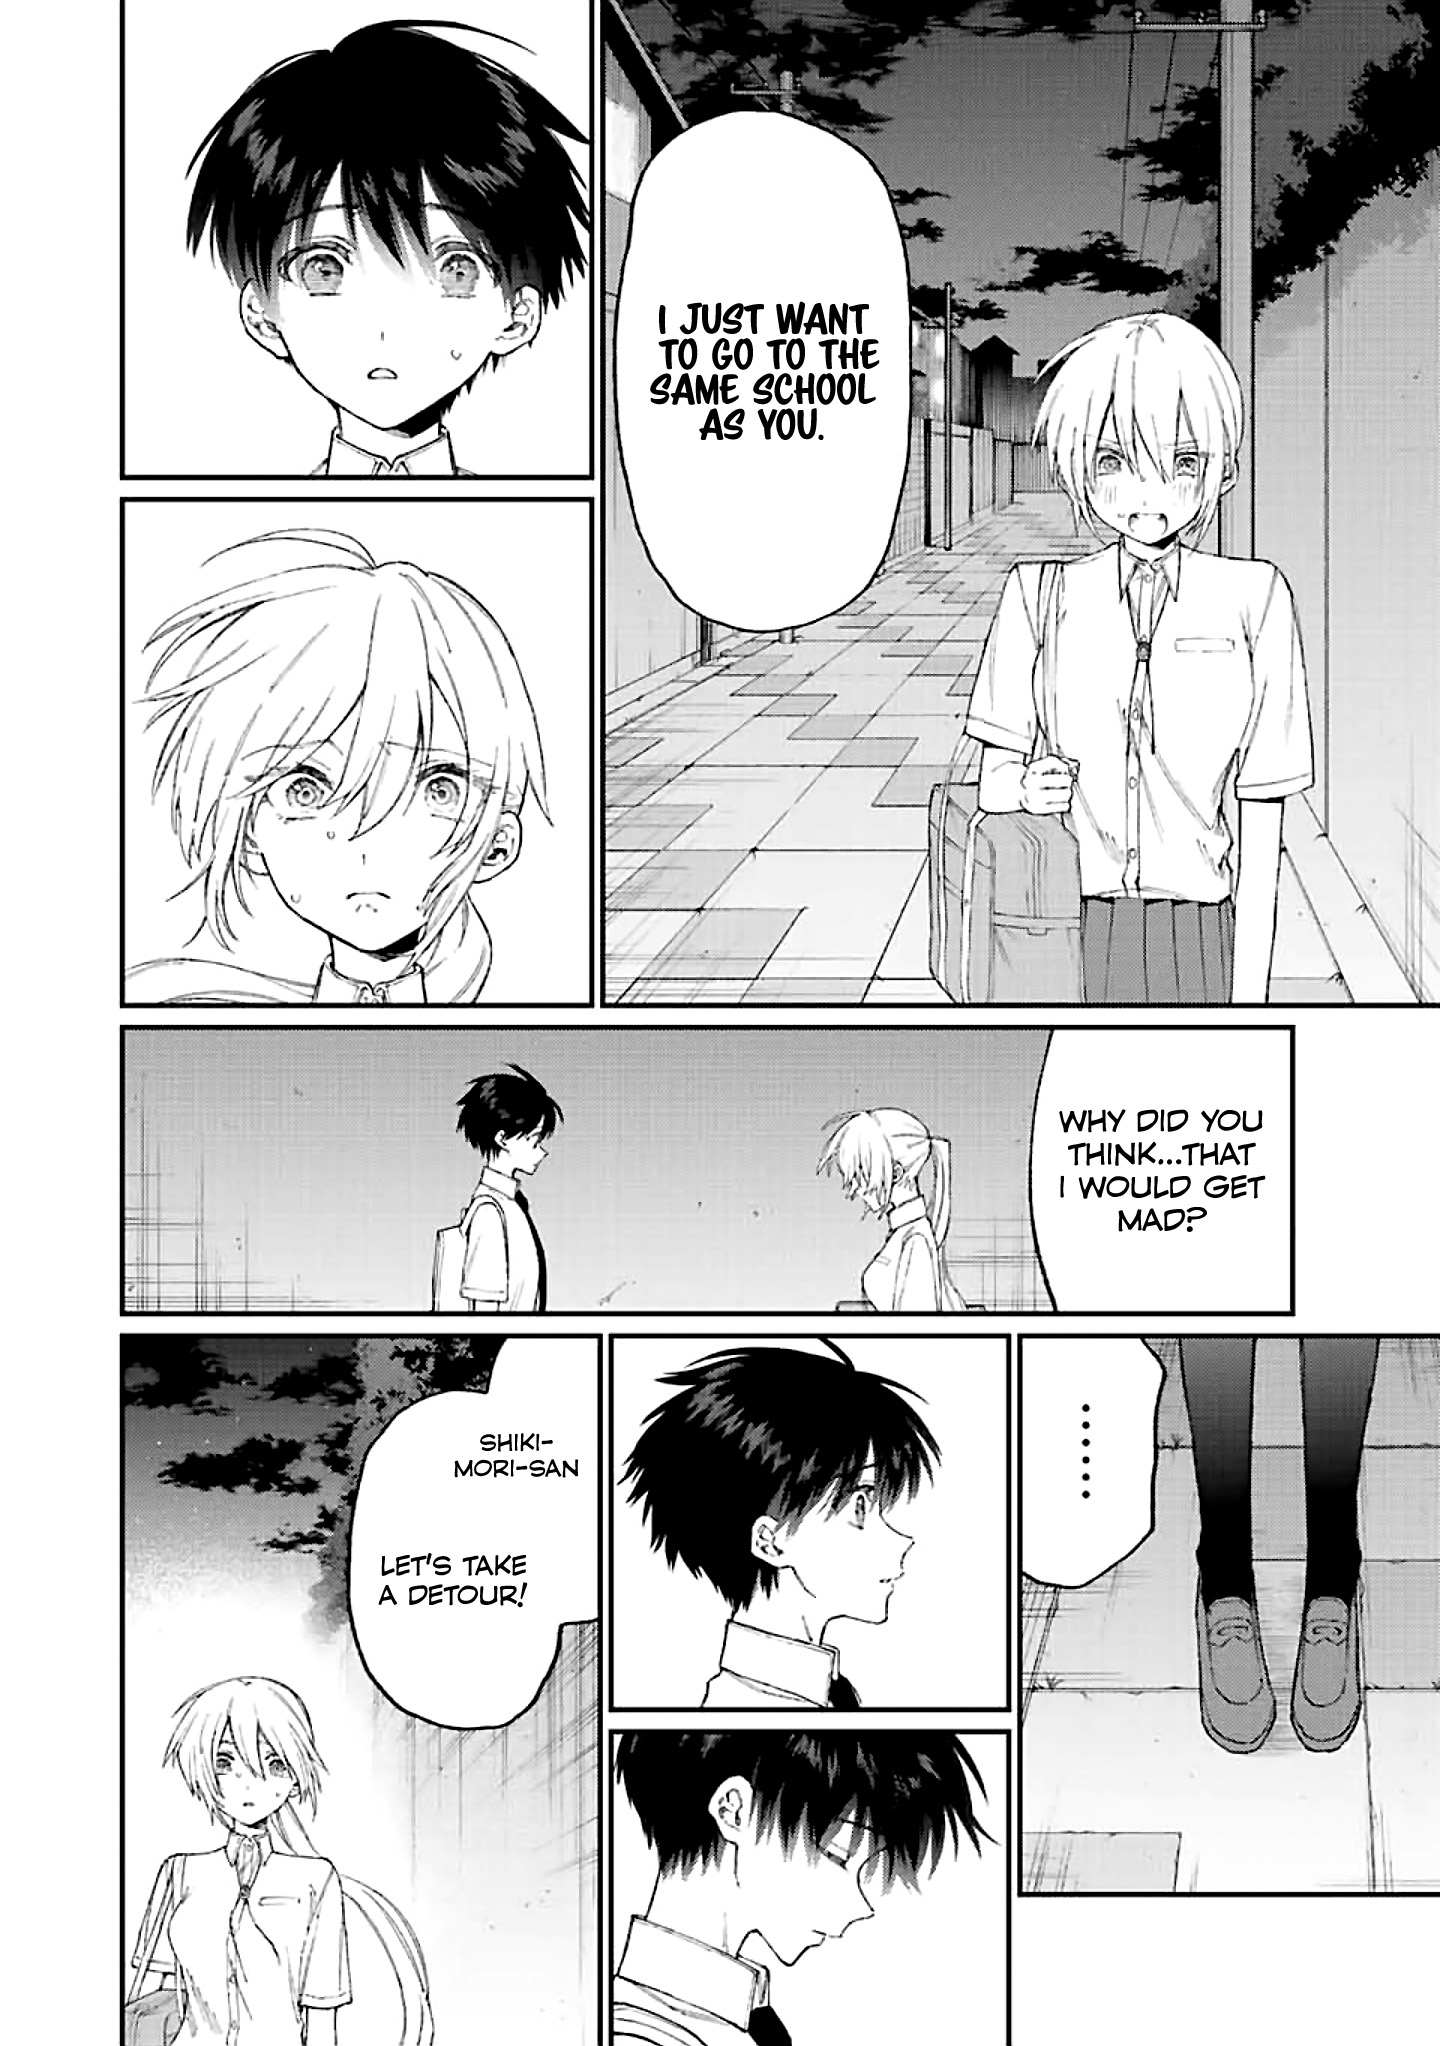 I JUST WANT
TO GO TO THE
SAME SCHOOL
AS YOU.
WHY DID YOU
THINK...THAT
I WOULD GET
MAD?
........
SHIKI-
MORI-SAN
LET'S TAKE
A DETOUR!